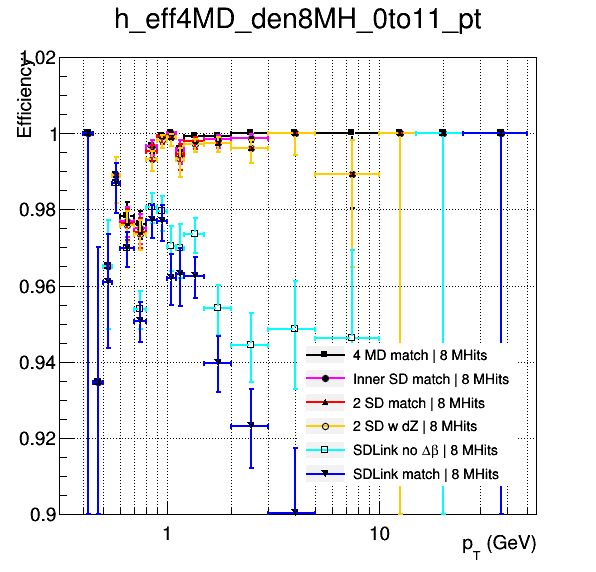 h_eff4MD_den8MH_0to11_pt
Efficiency
1.02
1
0.98
0.96
0.94
0.92
0.9
4 MD match | 8 MHits
Inner SD match | 8 MHits
2 SD match | 8 MHits
2 SD w dZ | 8 MHits
SDLink no Δβ | 8 MHits
SDLink match | 8 MHits
1 10
p_T (GeV)